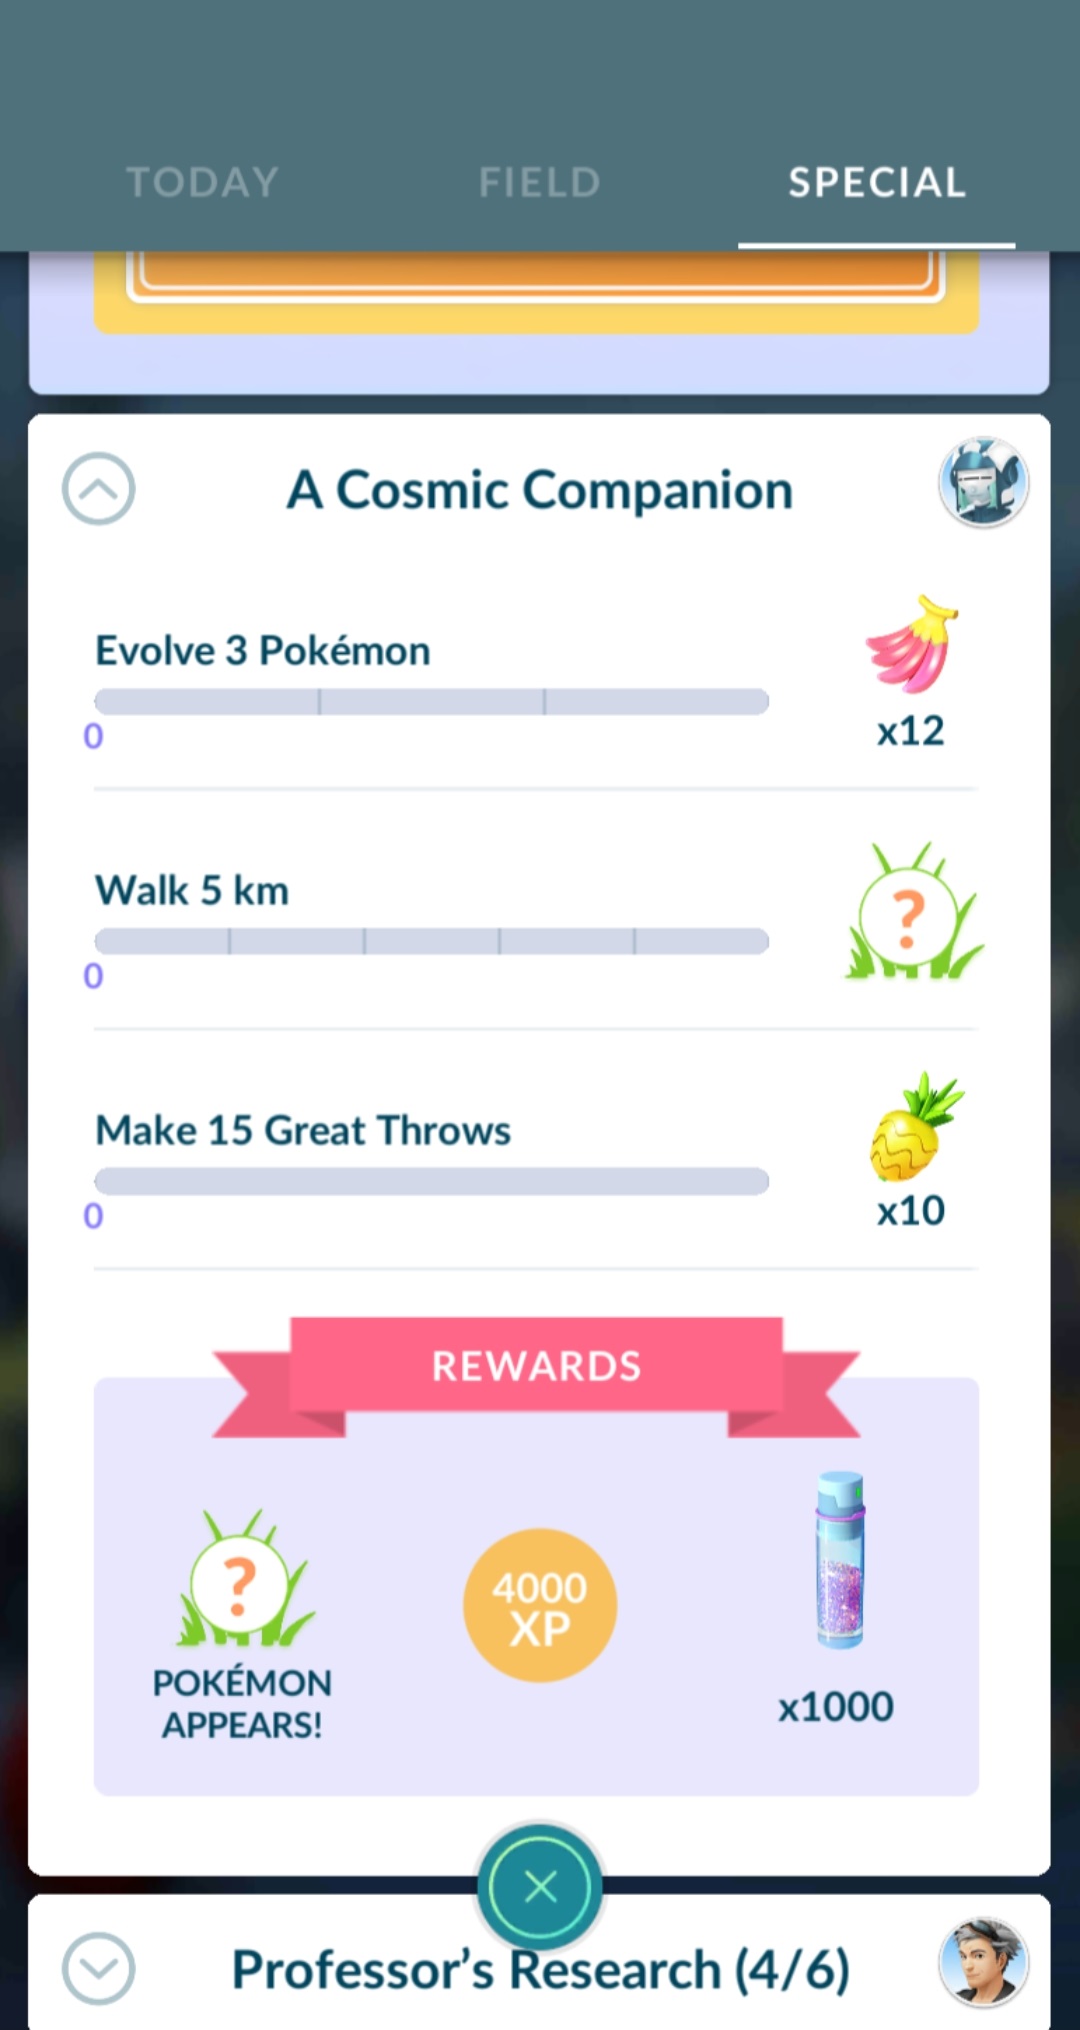 TODAY
FIELD
SPECIAL
A Cosmic Companion
Evolve 3 Pokémon
0
x12
Walk 5 km
0
?
Make 15 Great Throws
0
x10
REWARDS
?
POKÉMON
APPEARS!
4000
XP
x1000
Professor's Research (4/6)